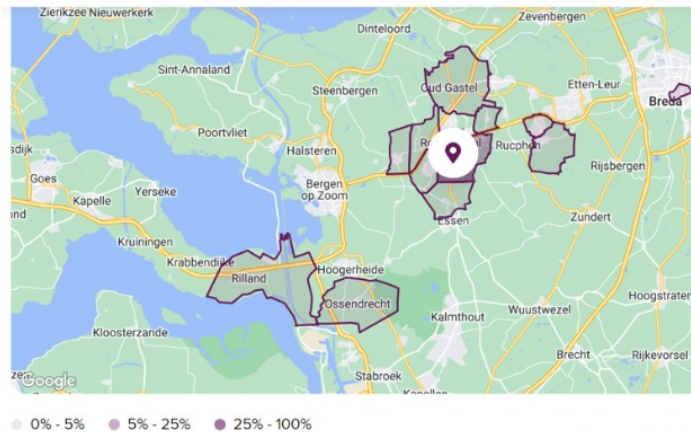 Zierikzee Nieuwerkerk
Dinteloord
Zevenbergen
Sint-Annaland
Steenbergen
Oud Gastel
Etten-Leur
Breda
Poortvliet
Halsteren
Rucphen
Rijsbergen
Goes
Yerseke
Kapelle
Bergen
op Zoom
Zundert
Kruiningen
Essen
Krabbendijke
Rilland
Hoogerheide
Ossendrecht
Hoogstraten
Kloosterzande
Kalmthout
Wuustwezel
Stabroek
Brecht
Rijkevorsel
Google
0% - 5%
5% - 25%
25% - 100%